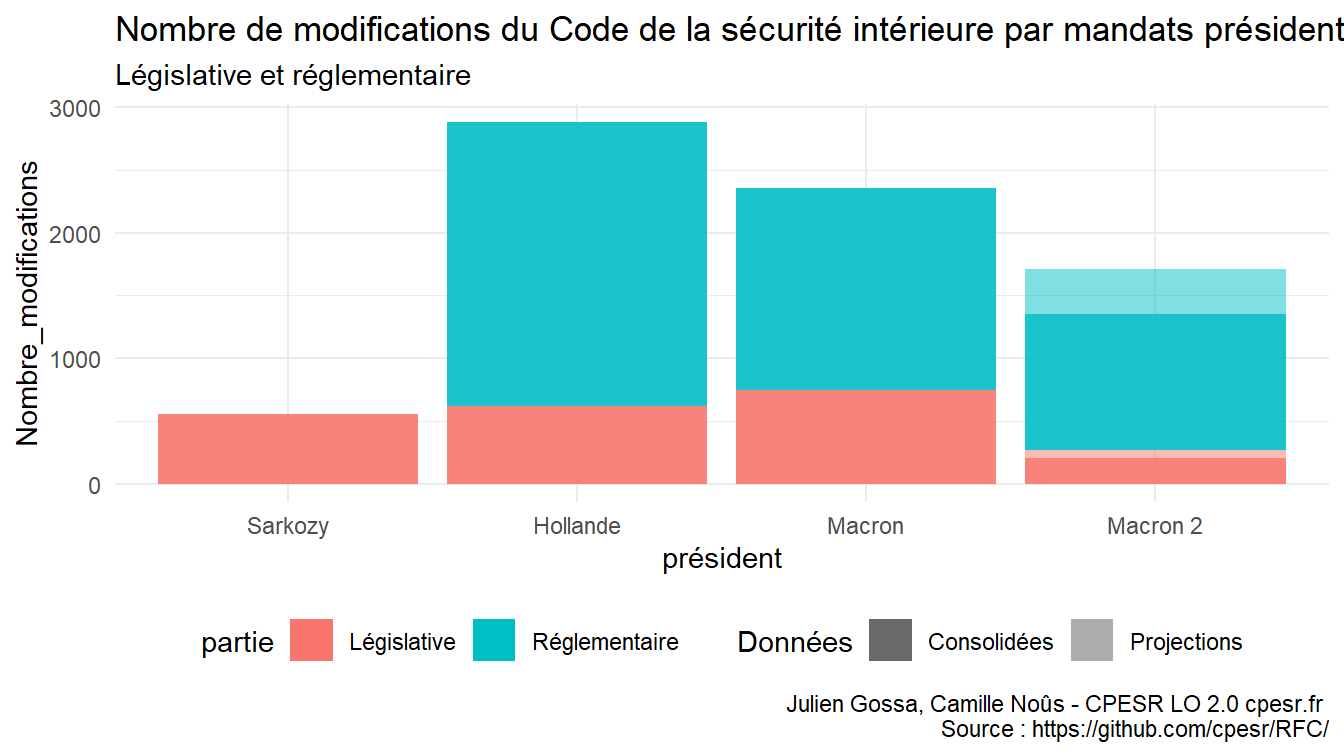 Nombre de modifications du Code de la sécurité intérieure par mandats président
Législative et réglementaire
Nombre_modifications
3000
2000
1000
0
Sarkozy Hollande Macron Macron 2
président
partie Législative Réglementaire Données Consolidées Projections
Julien Gossa, Camille Noûs - CPESR LO 2.0 cpesr.fr
Source : https://github.com/cpesr/RFC/